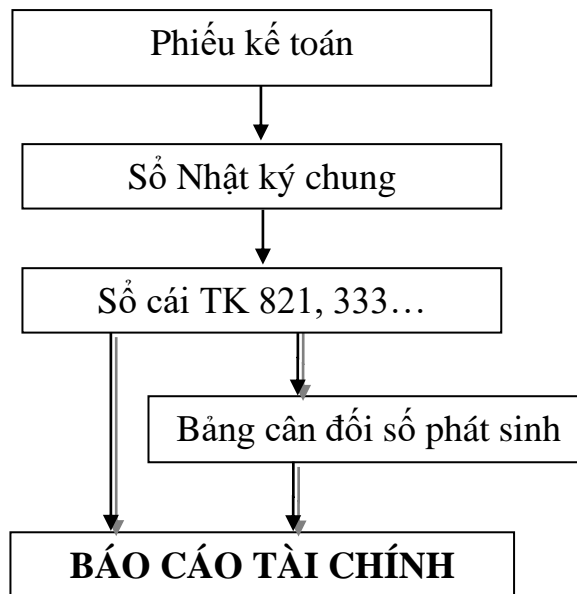 Phiếu kế toán
Sổ Nhật ký chung
Sổ cái TK 821, 333…
Bảng cân đối số phát sinh
BÁO CÁO TÀI CHÍNH